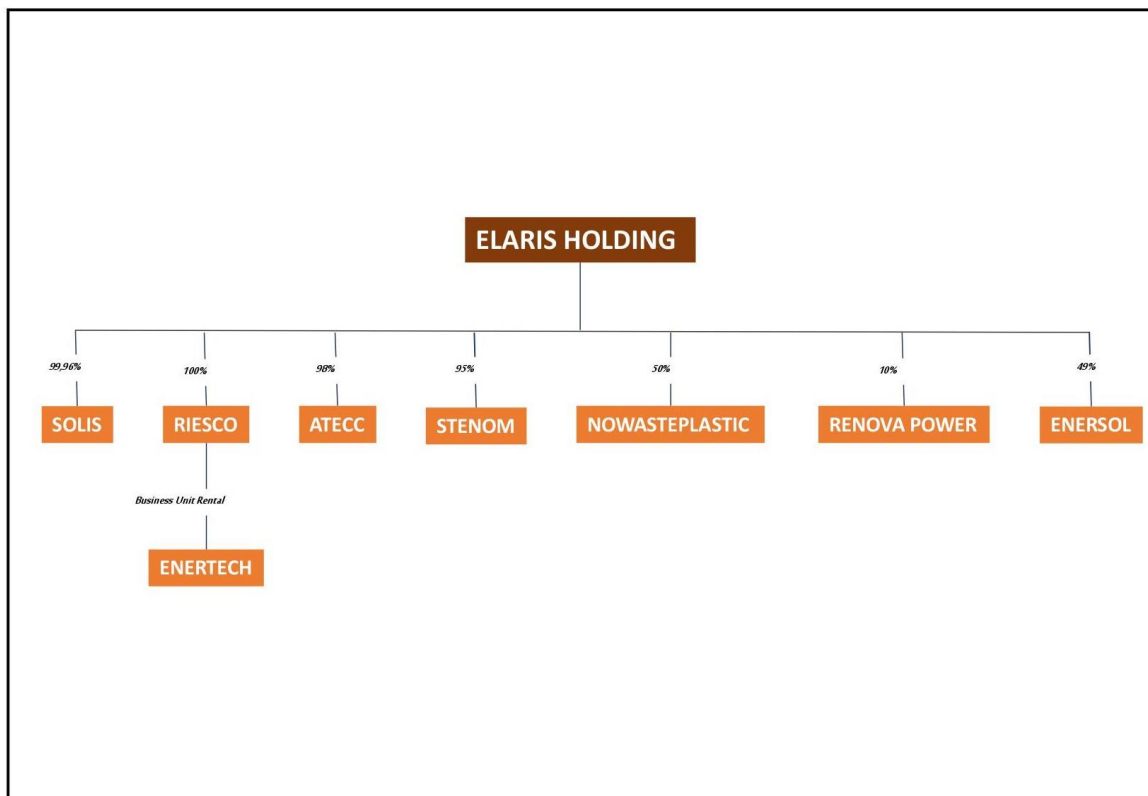 ELARIS HOLDING
99,96%
100%
98%
95%
50%
10%
49%
SOLIS
RIESCO
ATECC
STENOM
NOWASTEPLASTIC
RENOVA POWER
ENERSOL
Business Unit Rental
ENERTECH